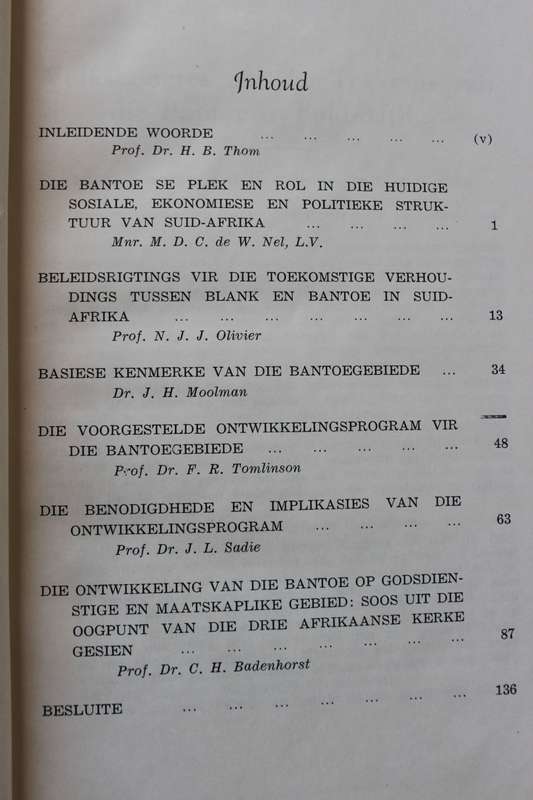 Inhoud
INLEIDENDE WOORDE ... ... ... ... ... (v)
Prof. Dr. H. B. Thom
DIE BANTOE SE PLEK EN ROL IN DIE HUIDIGE
SOSIALE, EKONOMIESE EN POLITIEKE STRUK-
TUUR VAN SUID-AFRIKA ... ... ... ... 1
Mnr. M. D. C. de W. Nel, L.V.
BELEIDSRIGTINGS VIR DIE TOEKOMSTIGE VERHOU-
DINGS TUSSEN BLANK EN BANTOE IN SUID-
AFRIKA ... ... ... ... ... ... ... 13
Prof. N. J. J. Olivier
BASIESE KENMERKE VAN DIE BANTOEGEBIEDE ... 34
Dr. J. H. Moolman
DIE VOORGESTELDE ONTWIKKELINGSPROGRAM VIR
DIE BANTOEGEBIEDE ... ... ... ... ... 48
Prof. Dr. F. R. Tomlinson
DIE BENODIGDHEDE EN IMPLIKASIES VAN DIE
ONTWIKKELINGSPROGRAM ... ... ... ... 63
Prof. Dr. J. L. Sadie
DIE ONTWIKKELING VAN DIE BANTOE OP GODSDIEN-
STIGE EN MAATSKAPLIKE GEBIED: SOOS UIT DIE
OOGPUNT VAN DIE DRIE AFRIKAANSE KERKE
GESIEN ... ... ... ... ... ... ... 87
Prof. Dr. C. H. Badenhorst
BESLUITE ... ... ... ... ... ... ... 136